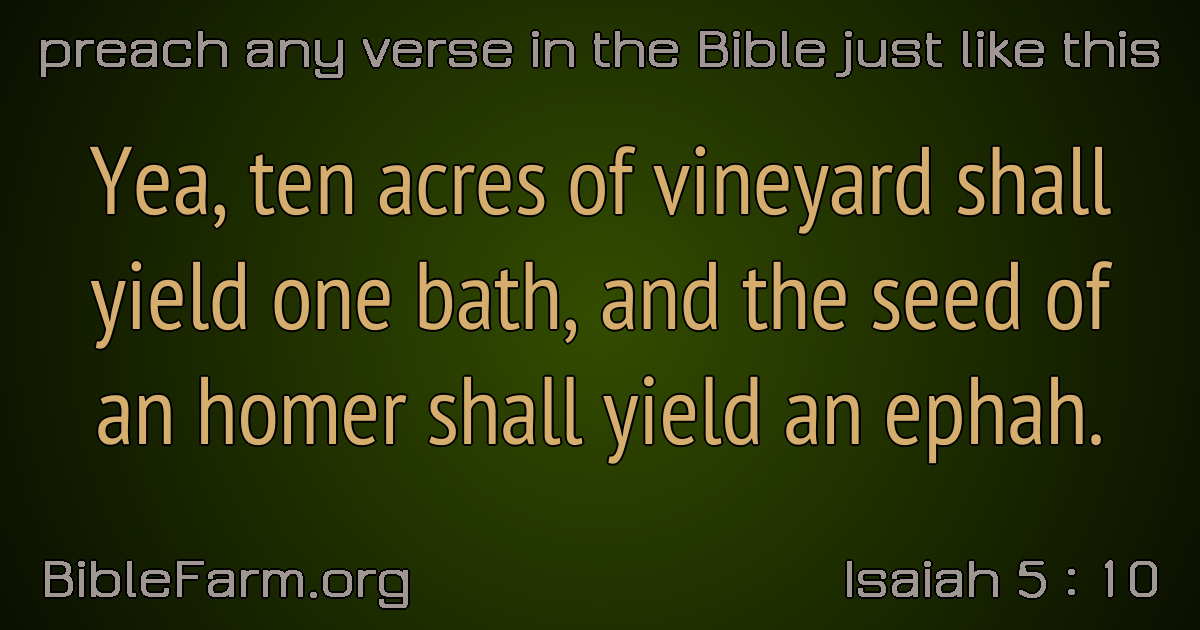 preach any verse in the Bible just like this
Yea, ten acres of vineyard shall
yield one bath, and the seed of
an homer shall yield an ephah.
BibleFarm.org
Isaiah 5 : 10